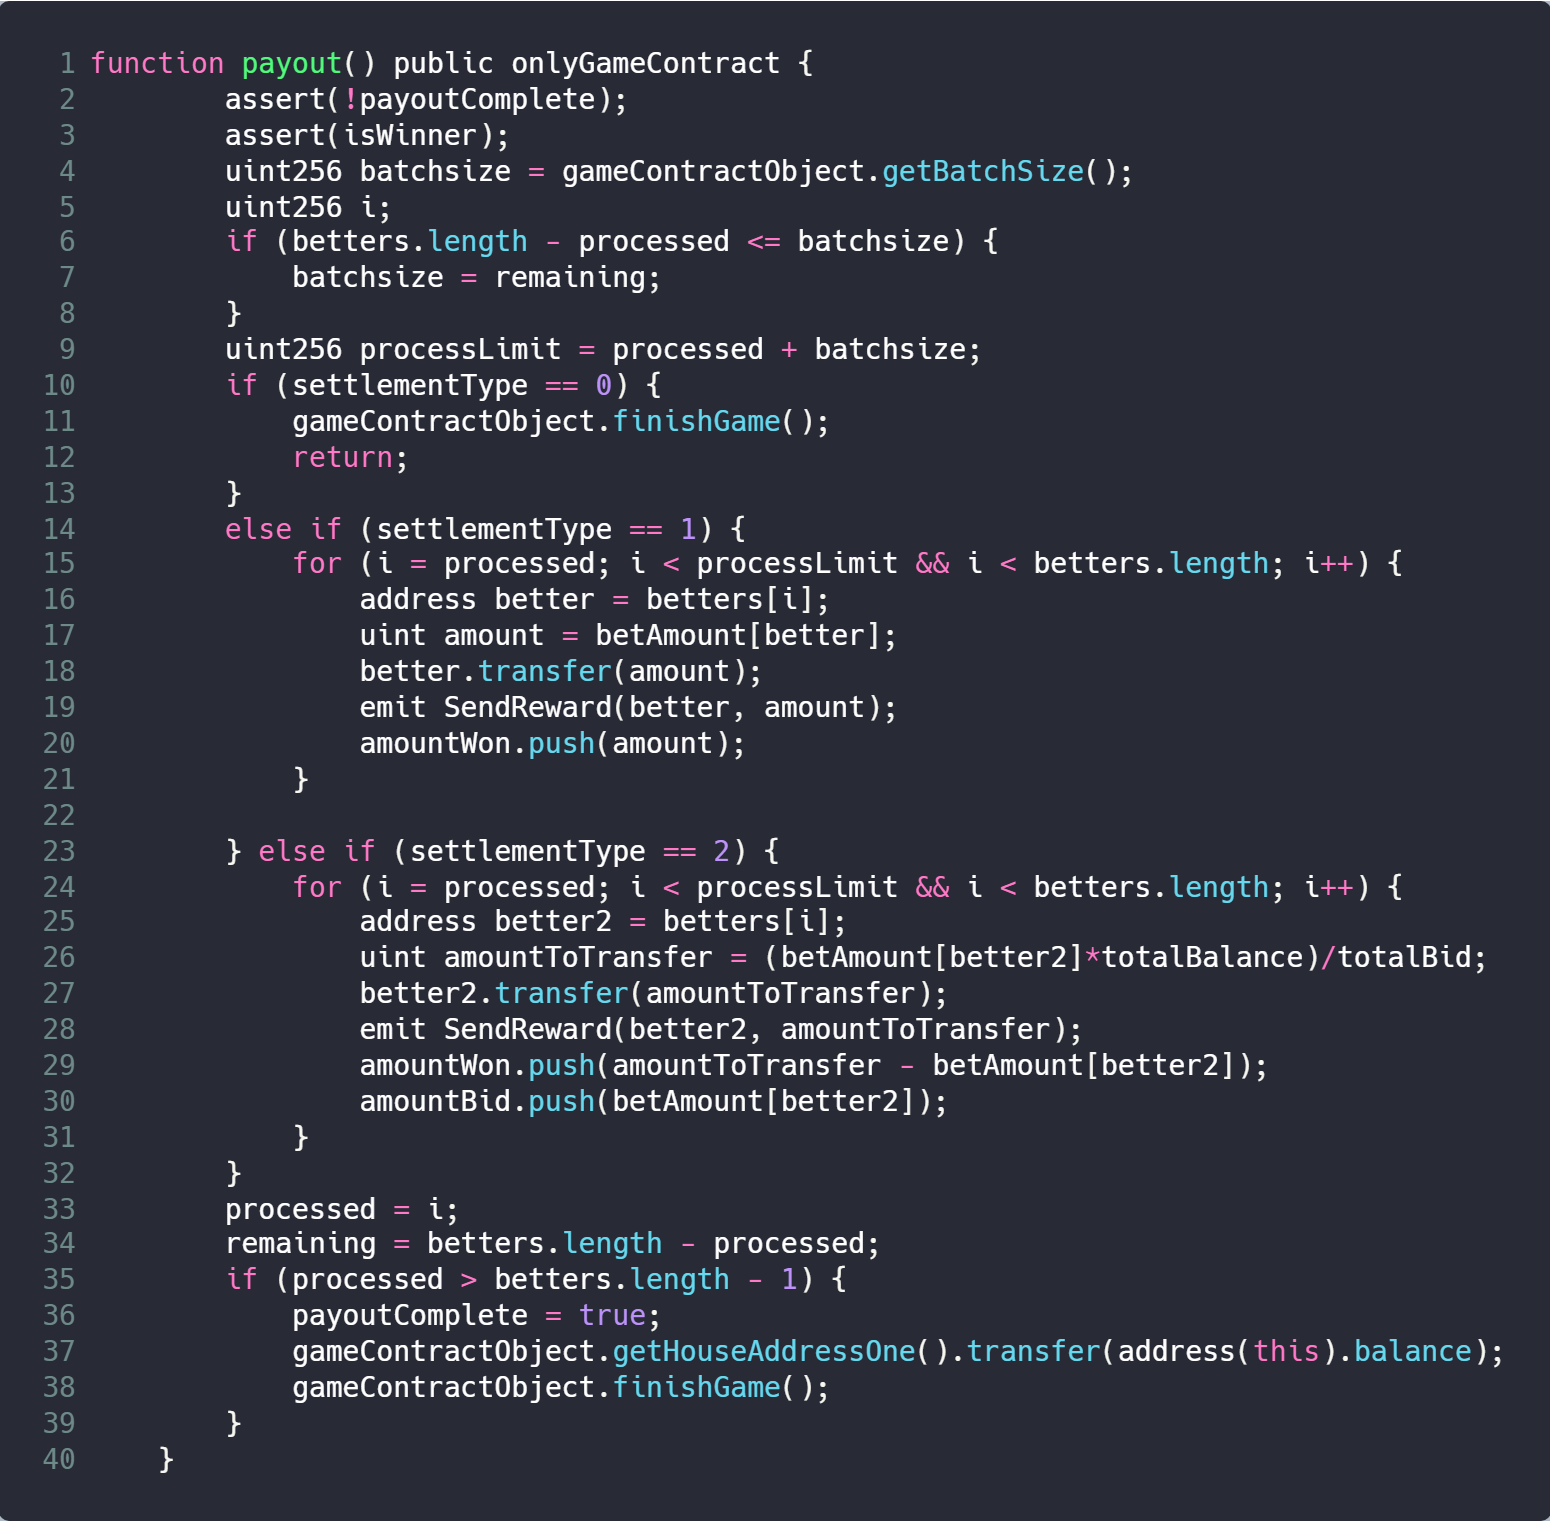 1 function payout() public onlyGameContract {
2 assert(!payoutComplete);
3 assert(isWinner);
4 uint256 batchsize = gameContractObject.getBatchSize();
5 uint256 i;
6 if (betters.length - processed <= batchsize) {
7 batchsize = remaining;
8 }
9 uint256 processLimit = processed + batchsize;
10 if (settlementType == 0) {
11 gameContractObject.finishGame();
12 return;
13 }
14 else if (settlementType == 1) {
15 for (i = processed; i < processLimit && i < betters.length; i++) {
16 address better = betters[i];
17 uint amount = betAmount[better];
18 better.transfer(amount);
19 emit SendReward(better, amount);
20 amountWon.push(amount);
21 }
22
23 } else if (settlementType == 2) {
24 for (i = processed; i < processLimit && i < betters.length; i++) {
25 address better2 = betters[i];
26 uint amountToTransfer = (betAmount[better2]*totalBalance)/totalBid;
27 better2.transfer(amountToTransfer);
28 emit SendReward(better2, amountToTransfer);
29 amountWon.push(amountToTransfer - betAmount[better2]);
30 amountBid.push(betAmount[better2]);
31 }
32 }
33 processed = i;
34 remaining = betters.length - processed;
35 if (processed > betters.length - 1) {
36 payoutComplete = true;
37 gameContractObject.getHouseAddressOne().transfer(address(this).balance);
38 gameContractObject.finishGame();
39 }
40 }